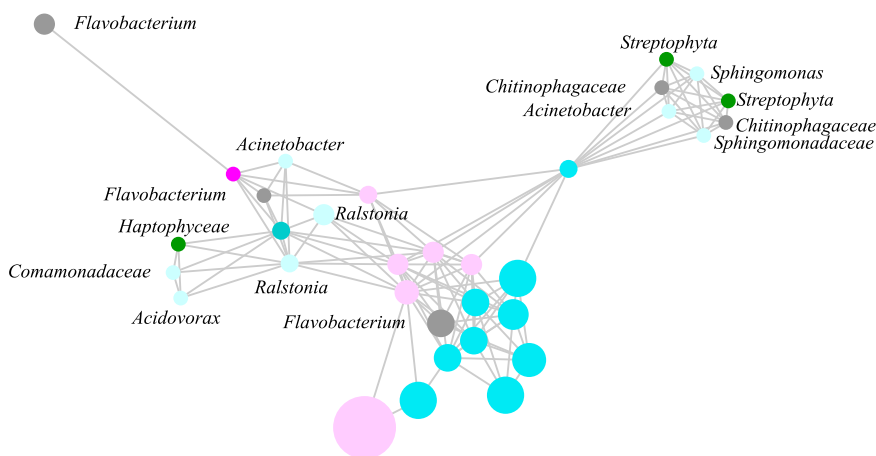 Flavobacterium
Streptophyta
Sphingomonas
Chitinophagaceae
Streptophyta
Acinetobacter
Chitinophagaceae
Sphingomonadaceae
Acinetobacter
Flavobacterium
Ralstonia
Haptophyceae
Comamonadaceae
Ralstonia
Acidovorax
Flavobacterium